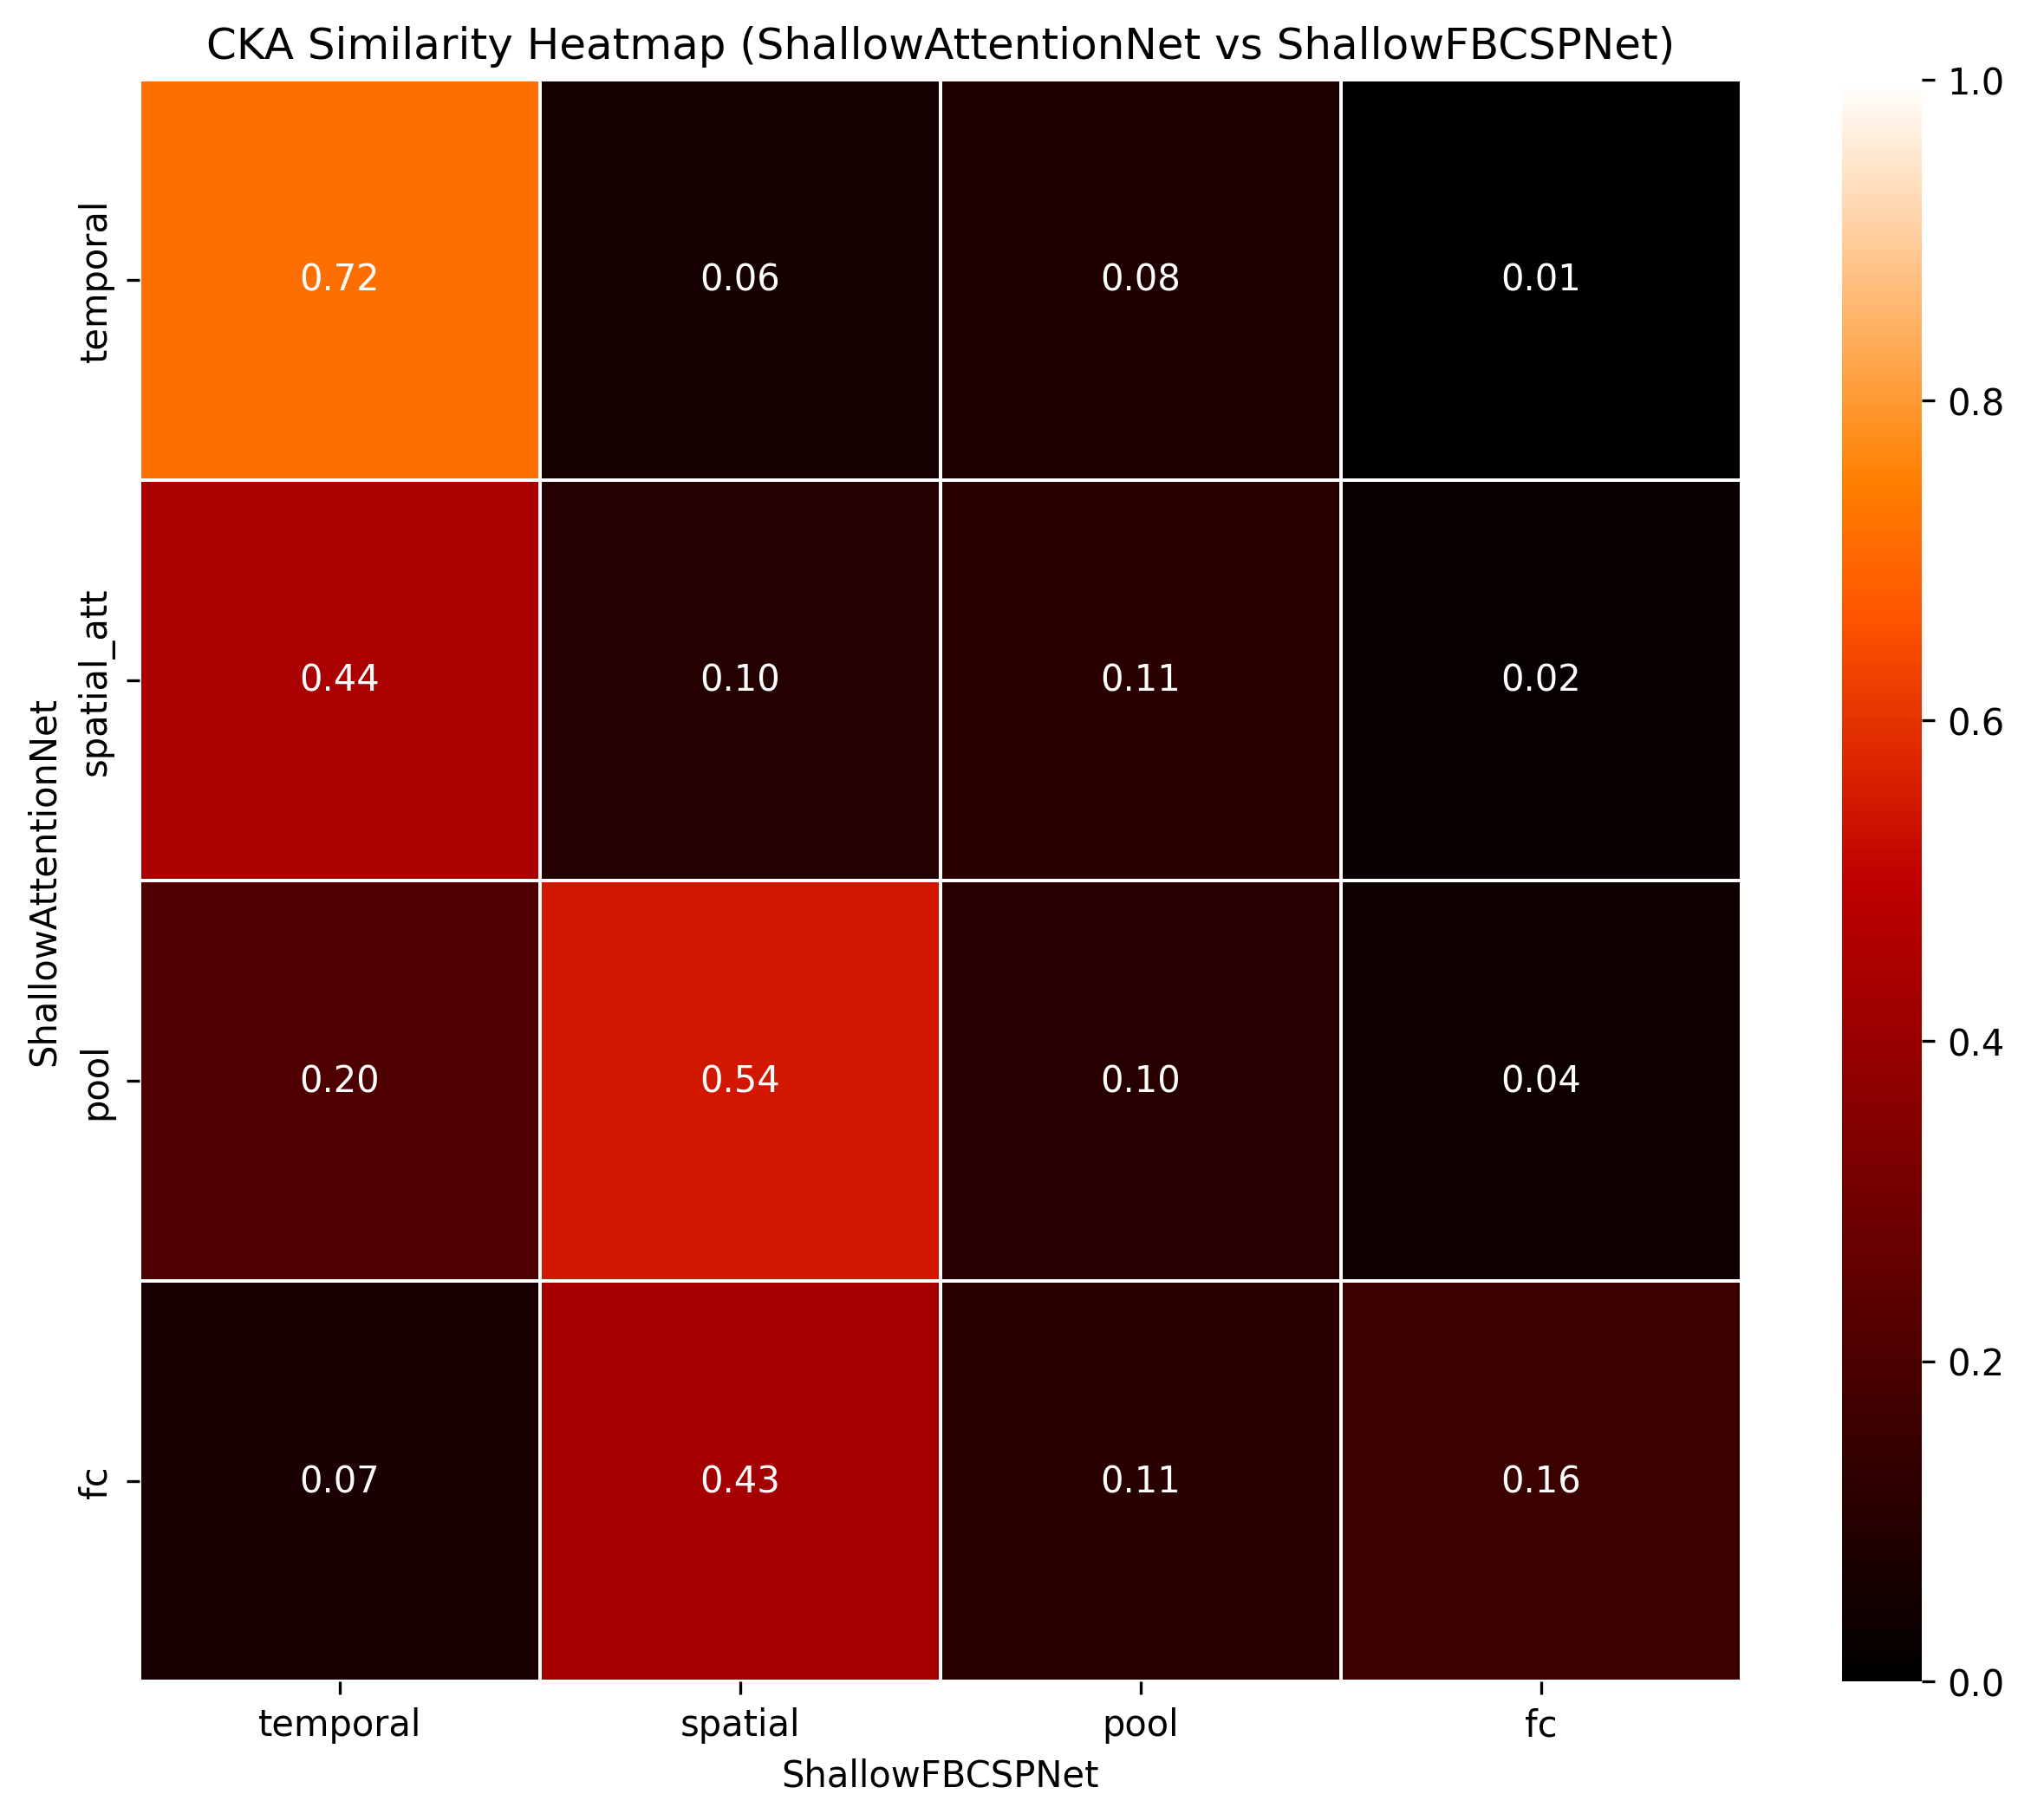 CKA Similarity Heatmap (ShallowAttentionNet vs ShallowFBCSPNet)
ShallowAttentionNet
temporal
0.72 0.06 0.08 0.01
spatial_att
0.44 0.10 0.11 0.02
pool
0.20 0.54 0.10 0.04
fc
0.07 0.43 0.11 0.16
temporal spatial pool fc
ShallowFBCSPNet
1.0
0.8
0.6
0.4
0.2
0.0